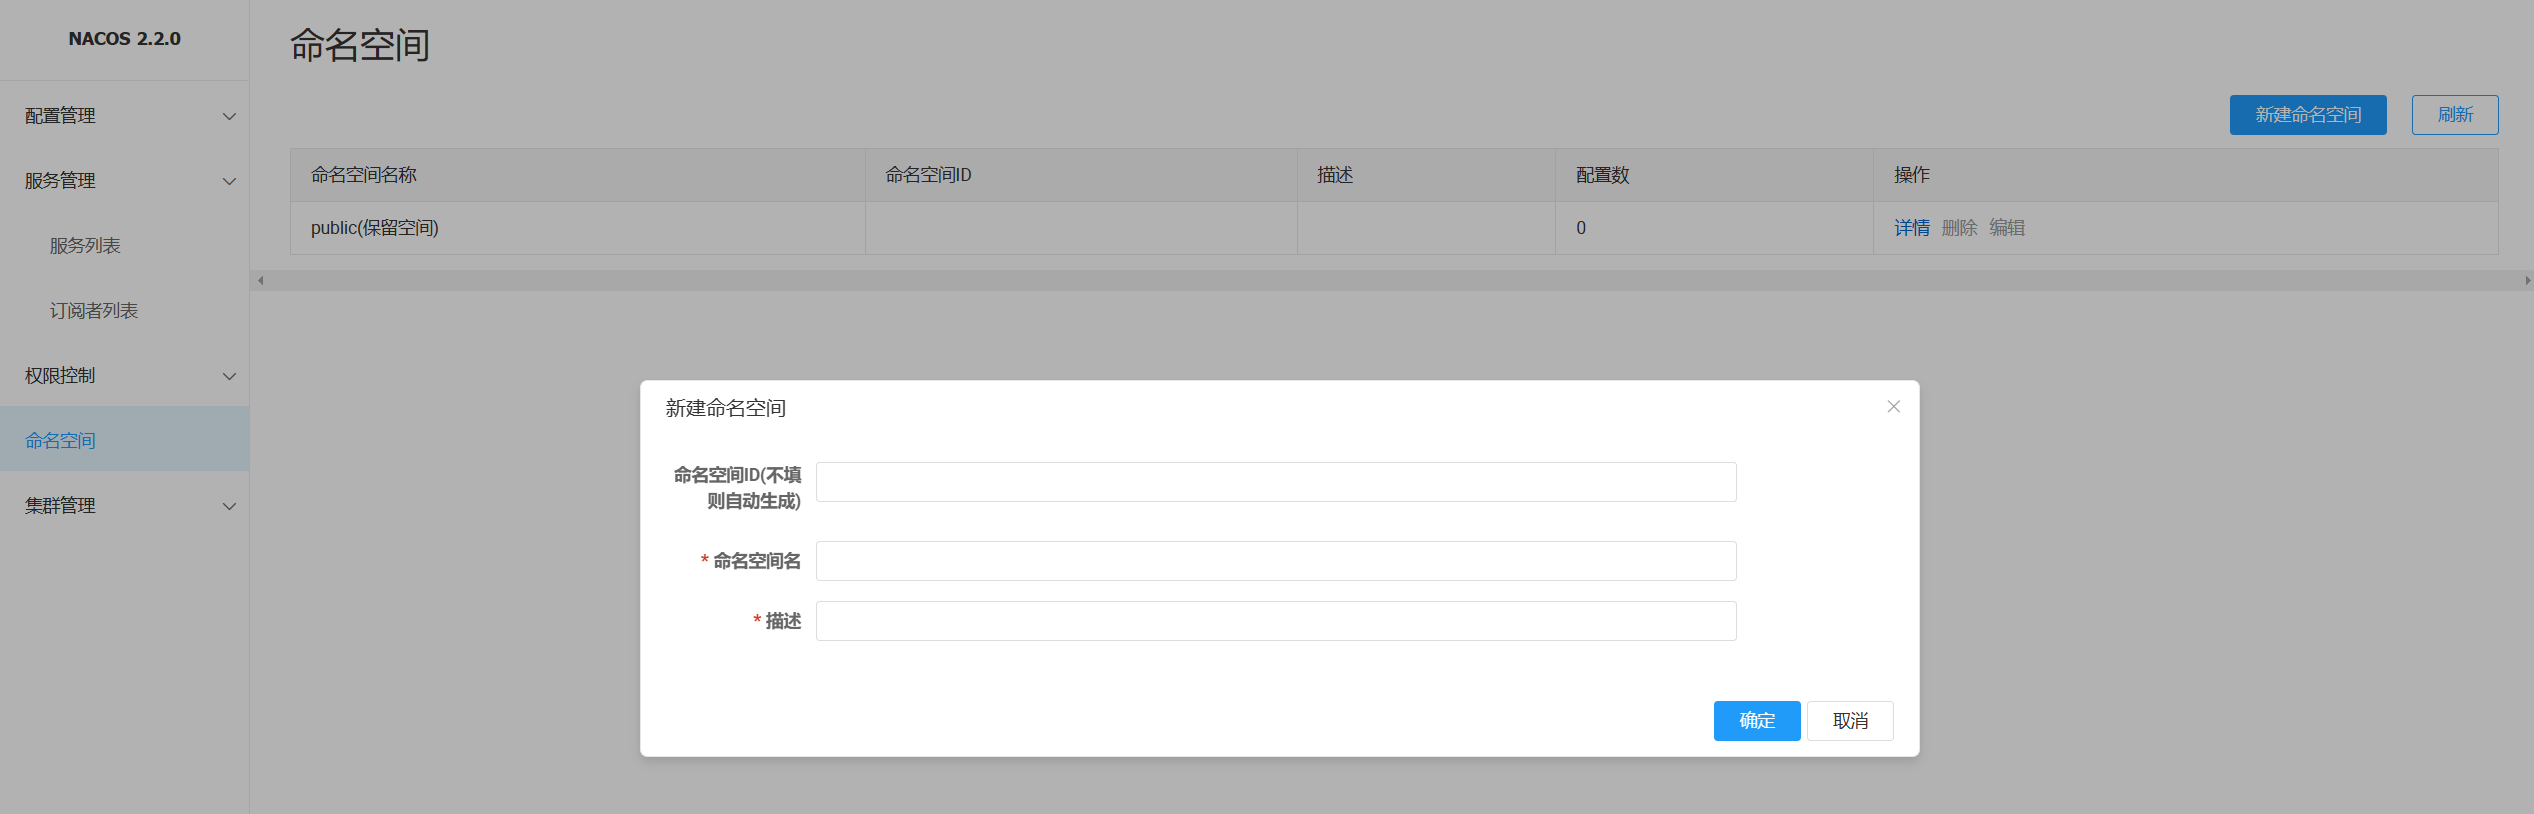 NACOS 2.2.0
配置管理
服务管理
服务列表
订阅者列表
权限控制
命名空间
集群管理
命名空间
新建命名空间 刷新
命名空间名称 命名空间ID 描述 配置数 操作
public(保留空间) 0 详情 删除 编辑
新建命名空间
命名空间ID(不填
则自动生成)
* 命名空间名
* 描述
确定 取消